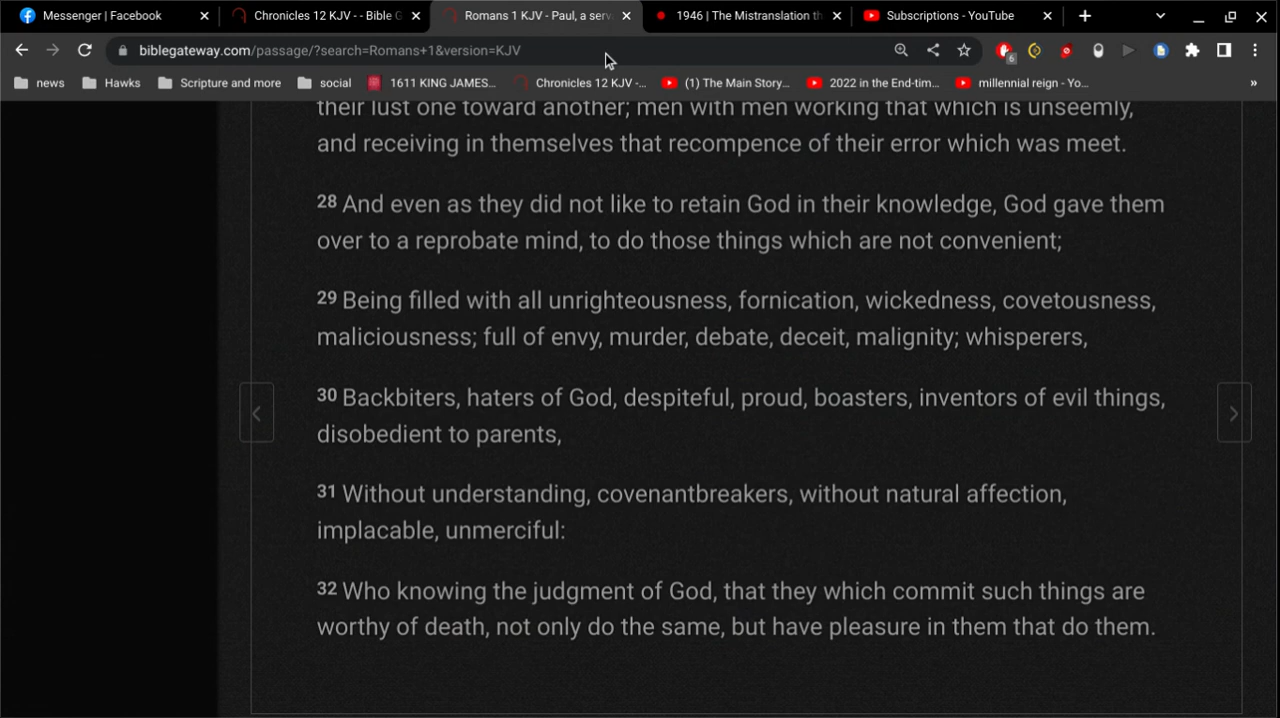 Messenger | Facebook
Chronicles 12 KJV - - Bible G
Romans 1 KJV - Paul, a serv
1946 | The Mistranslation th
Subscriptions - YouTube
biblegateway.com/passage/?search=Romans+1&version=KJV
6
news
Hawks
Scripture and more
social
1611 KING JAMES...
Chronicles 12 KJV -...
(1) The Main Story...
2022 in the End-tim...
millennial reign - Yo...
»
their lust one toward another; men with men working that which is unseemly,
and receiving in themselves that recompence of their error which was meet.
28 And even as they did not like to retain God in their knowledge, God gave them
over to a reprobate mind, to do those things which are not convenient;
29 Being filled with all unrighteousness, fornication, wickedness, covetousness,
maliciousness; full of envy, murder, debate, deceit, malignity; whisperers,
30 Backbiters, haters of God, despiteful, proud, boasters, inventors of evil things,
disobedient to parents,
31 Without understanding, covenantbreakers, without natural affection,
implacable, unmerciful:
32 Who knowing the judgment of God, that they which commit such things are
worthy of death, not only do the same, but have pleasure in them that do them.